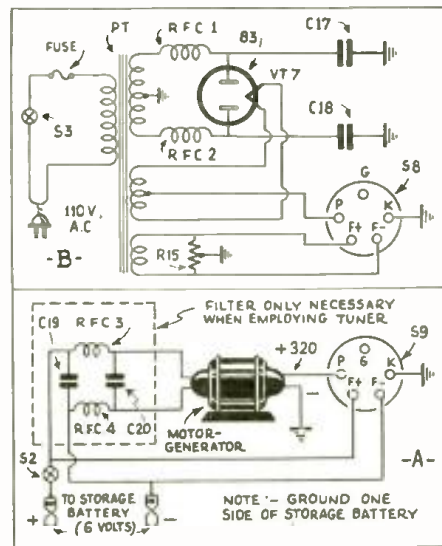 FUSE
PT
RFC 1
83
C17
VT7
S3
C18
RFC 2
G
S8
P
K
F+
F-
110 V.
A.C
R15
-B-
C19
RFC 3
FILTER ONLY NECESSARY
WHEN EMPLOYING TUNER
+320
S9
P
G
K
F+
F-
RFC 4
C20
MOTOR-
GENERATOR
-
S2
-A-
TO STORAGE
BATTERY
+ (6 VOLTS) -
NOTE:- GROUND ONE
SIDE OF STORAGE BATTERY